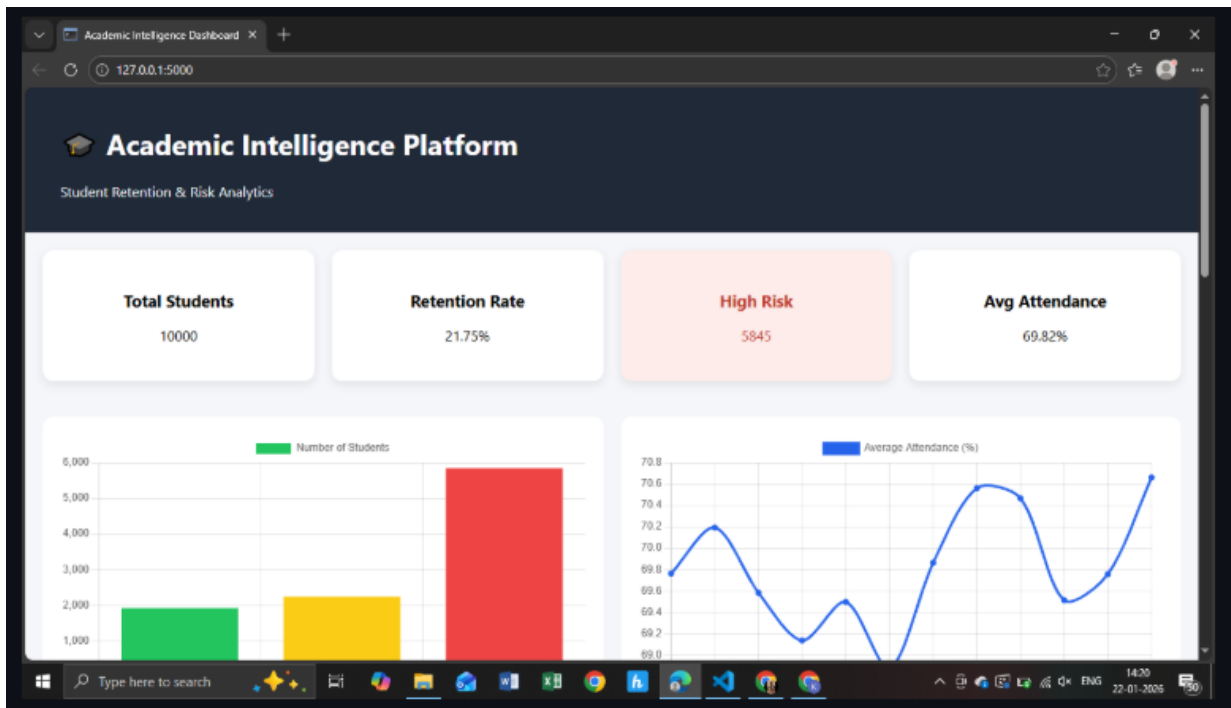 Academic Intelligence Dashboard
127.0.0.1:5000
Academic Intelligence Platform
Student Retention & Risk Analytics
Total Students
10000
Retention Rate
21.75%
High Risk
5845
Avg Attendance
69.82%
Number of Students
6,000
5,000
4,000
3,000
2,000
1,000
Average Attendance (%)
70.8
70.6
70.4
70.2
70.0
69.8
69.6
69.4
69.2
69.0
Type here to search
ENG
14:20
22-01-2026
50